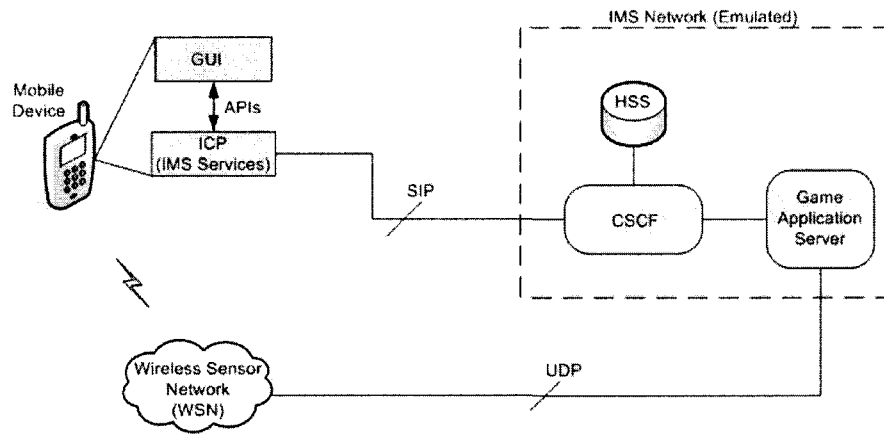 IMS Network (Emulated)
GUI
Mobile
Device
APIs
HSS
ICP
(IMS Services)
SIP
CSCF
Game
Application
Server
Wireless Sensor
Network
(WSN)
UDP